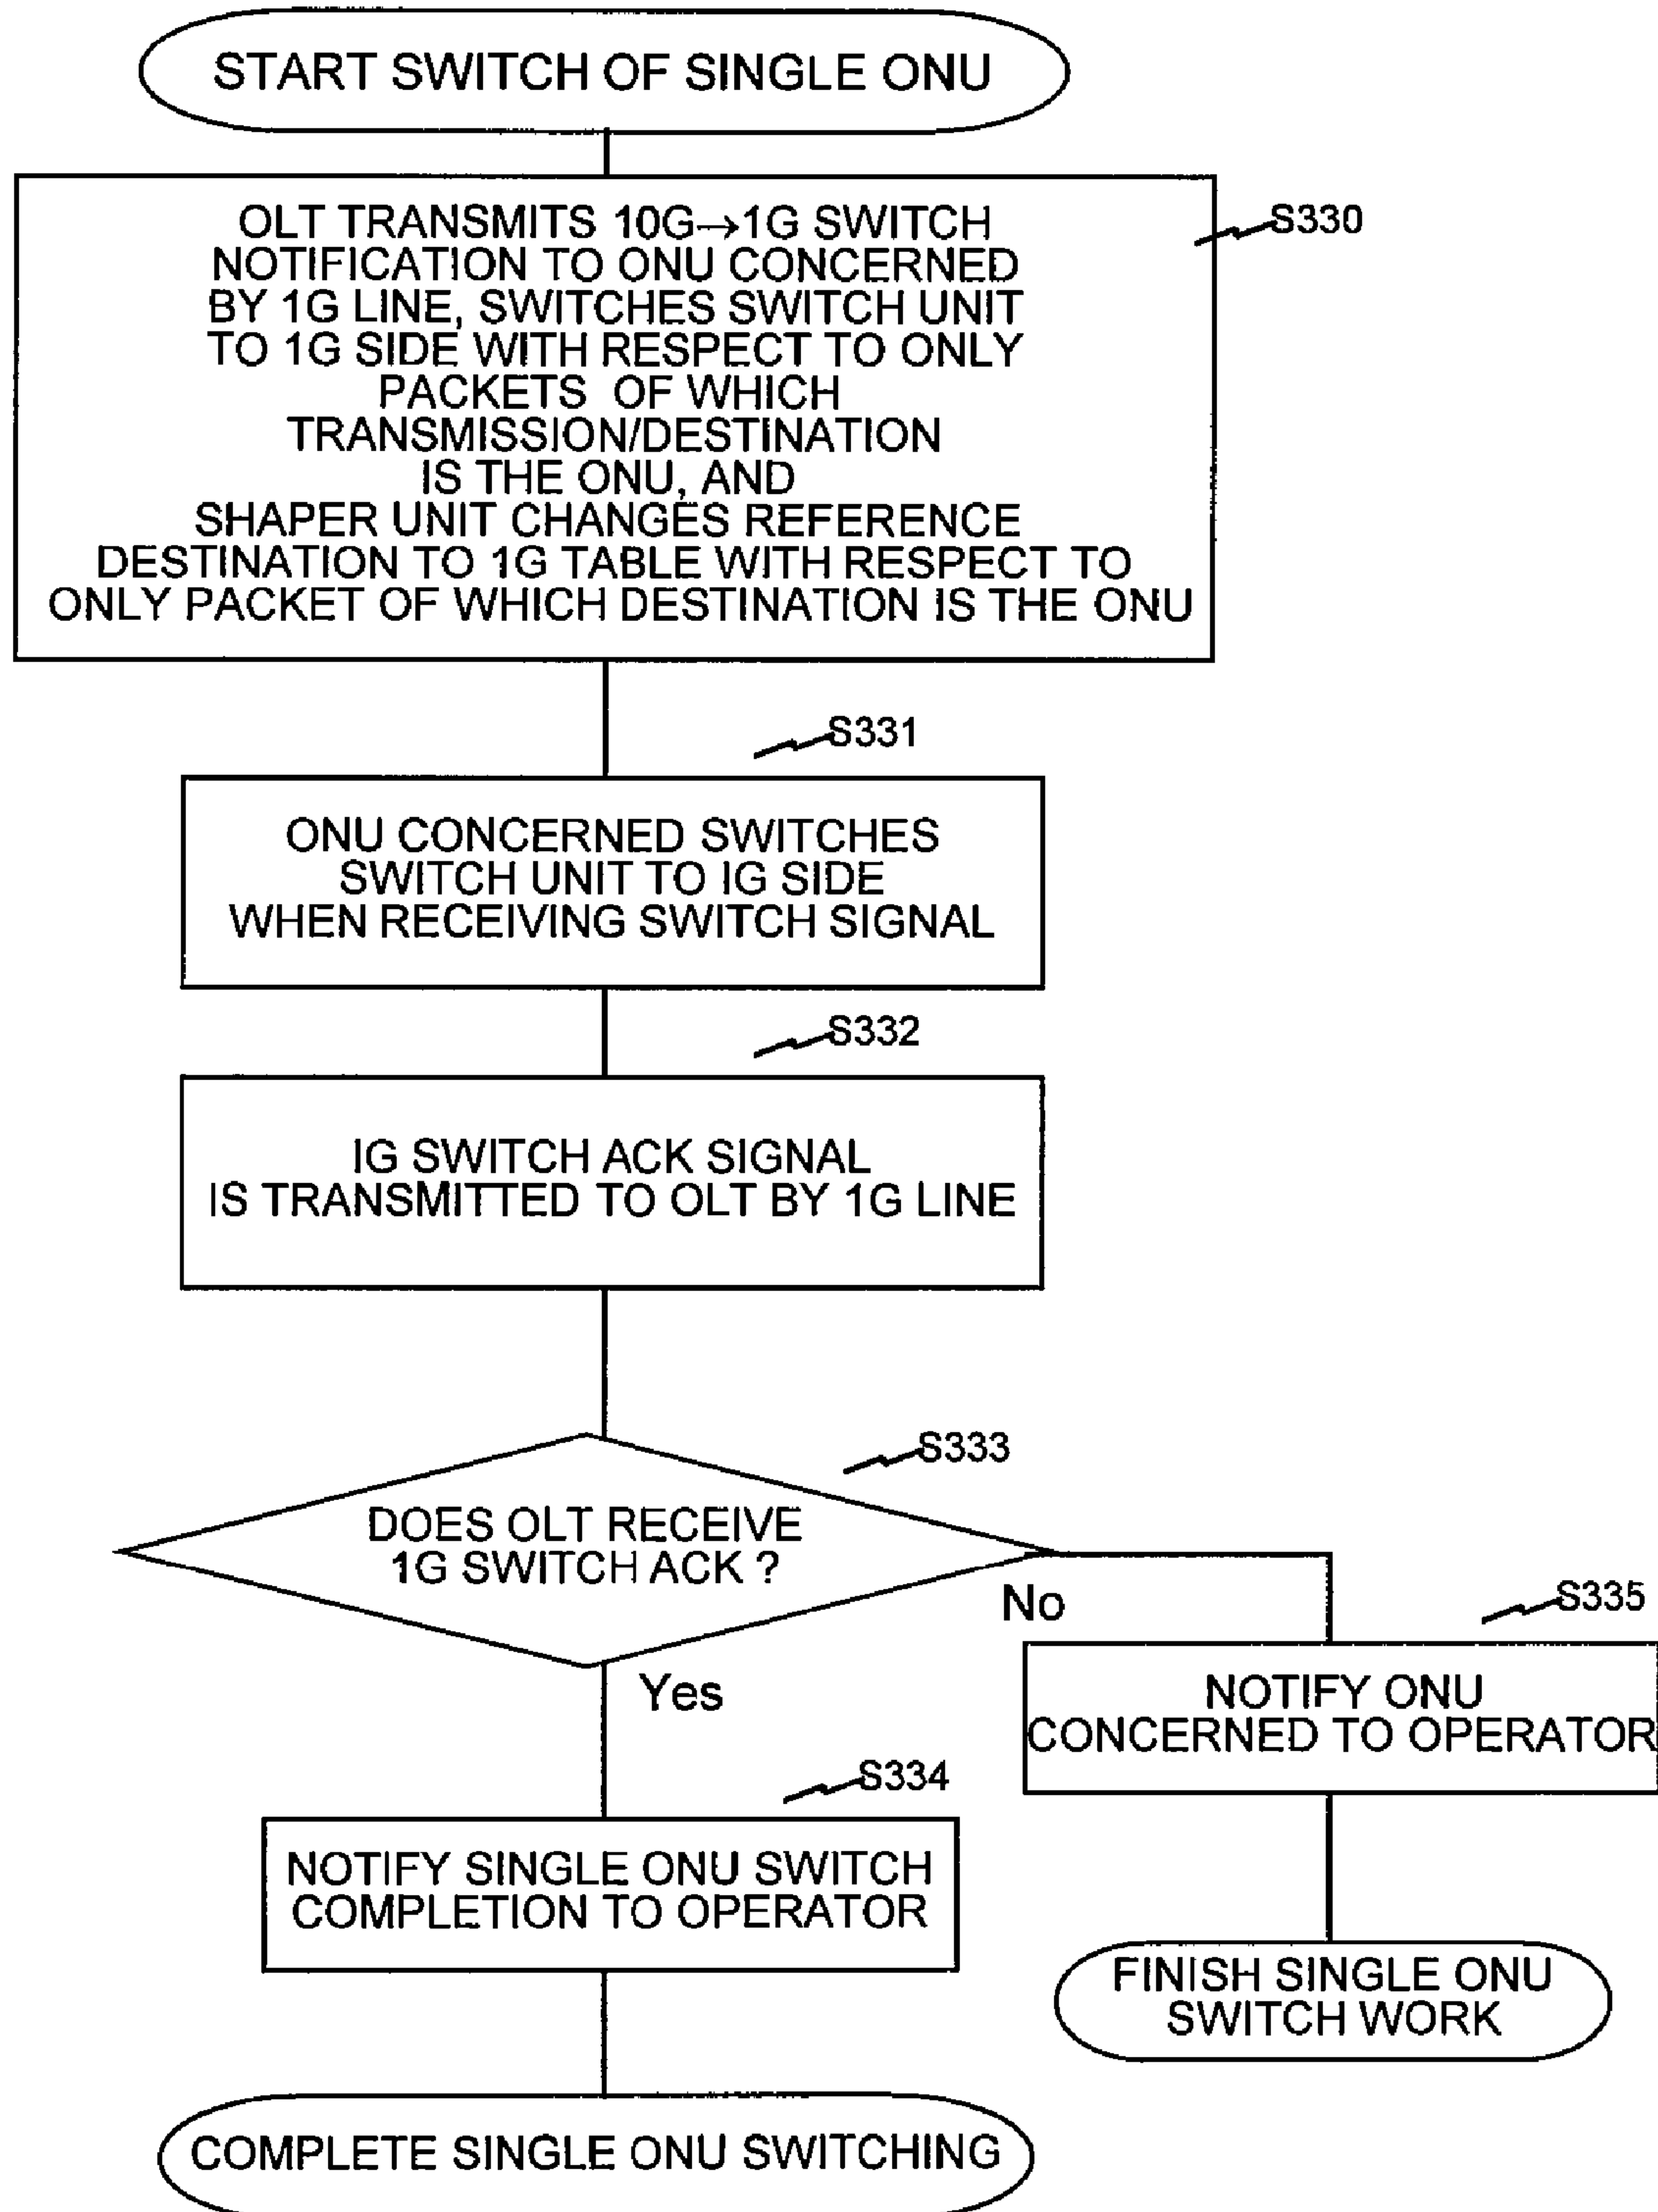 START SWITCH OF SINGLE ONU
S330
OLT TRANSMITS 10G→1G SWITCH
NOTIFICATION TO ONU CONCERNED
BY 1G LINE, SWITCHES SWITCH UNIT
TO 1G SIDE WITH RESPECT TO ONLY
PACKETS OF WHICH
TRANSMISSION/DESTINATION
IS THE ONU, AND
SHAPER UNIT CHANGES REFERENCE
DESTINATION TO 1G TABLE WITH RESPECT TO
ONLY PACKET OF WHICH DESTINATION IS THE ONU
S331
ONU CONCERNED SWITCHES
SWITCH UNIT TO IG SIDE
WHEN RECEIVING SWITCH SIGNAL
S332
IG SWITCH ACK SIGNAL
IS TRANSMITTED TO OLT BY 1G LINE
S333
DOES OLT RECEIVE
1G SWITCH ACK ?
No
Yes
S335
NOTIFY ONU
CONCERNED TO OPERATOR
S334
NOTIFY SINGLE ONU SWITCH
COMPLETION TO OPERATOR
FINISH SINGLE ONU
SWITCH WORK
COMPLETE SINGLE ONU SWITCHING